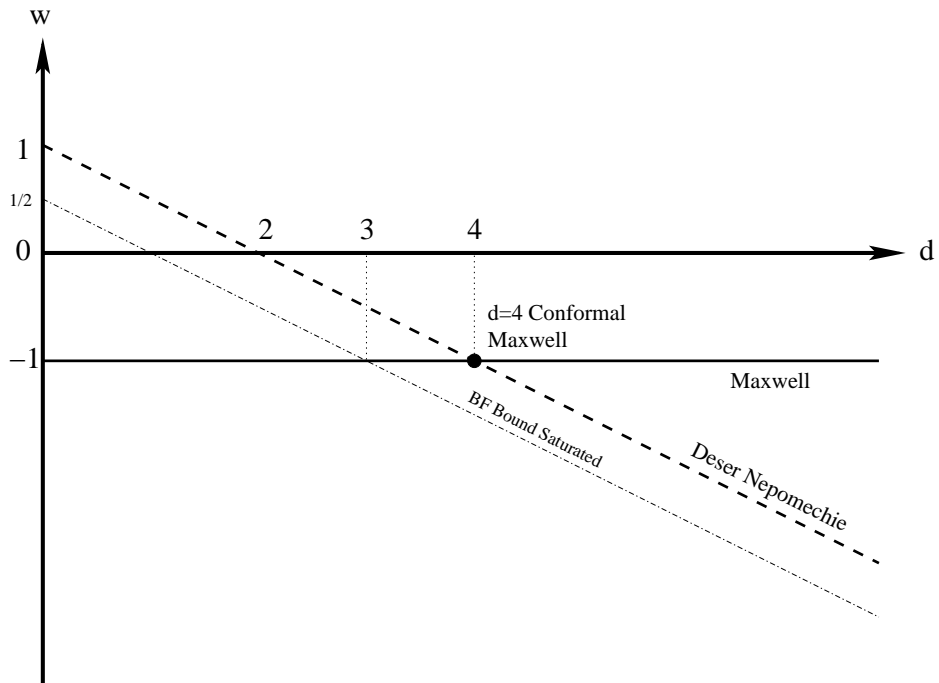 w
1
1/2
2
3
4
0
d
d=4 Conformal
Maxwell
−1
Maxwell
BF Bound Saturated
Deser Nepomechie